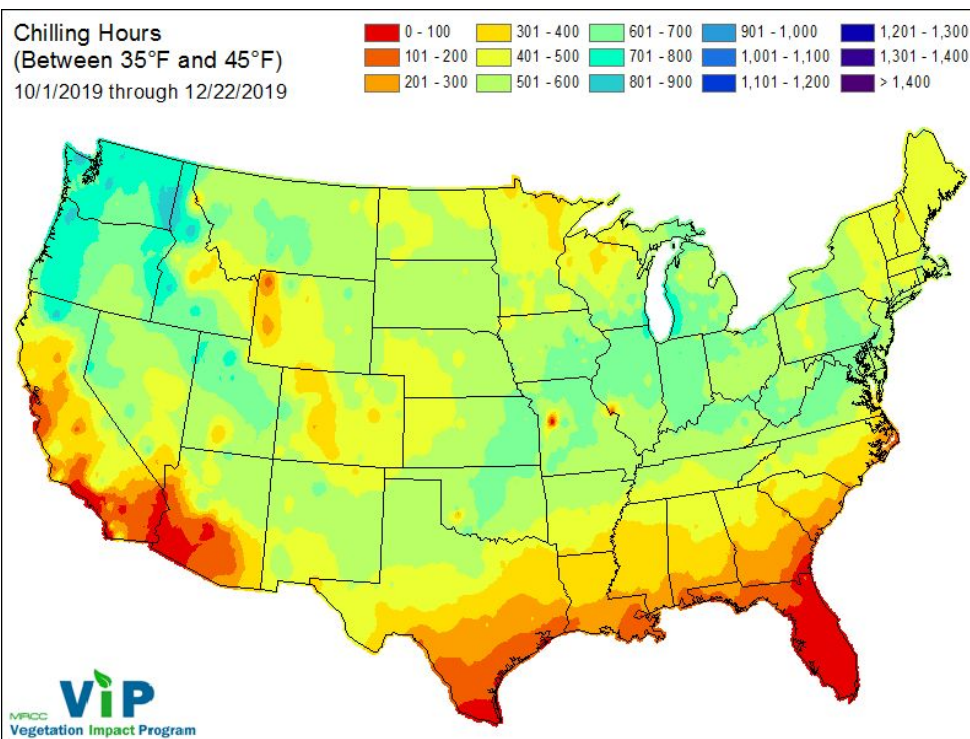 Chilling Hours
(Between 35°F and 45°F)
10/1/2019 through 12/22/2019
0 - 100
101 - 200
201 - 300
301 - 400
401 - 500
501 - 600
601 - 700
701 - 800
801 - 900
901 - 1,000
1,001 - 1,100
1,101 - 1,200
1,201 - 1,300
1,301 - 1,400
> 1,400
MRCC
ViP
Vegetation Impact Program